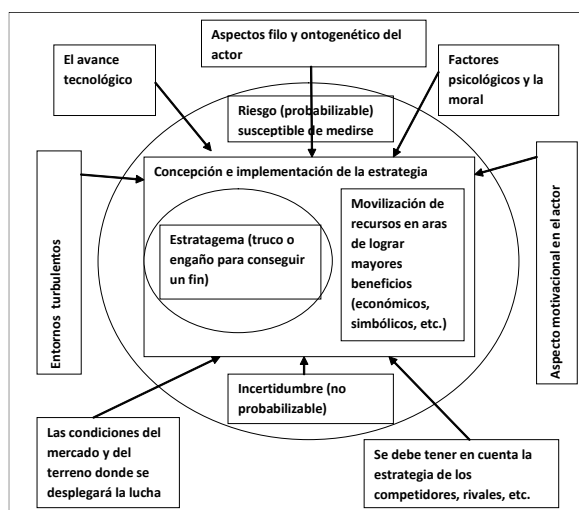 Aspectos filo y ontogenético del
actor
El avance
tecnológico
Factores
psicológicos y la
moral
Riesgo (probabilizable)
susceptible de medirse
Concepción e implementación de la estrategia
Entornos turbulentos
Estratagema (truco o
engaño para conseguir
un fin)
Movilización de
recursos en aras
de lograr
mayores
beneficios
(económicos,
simbólicos, etc.)
Aspecto motivacional en el actor
Incertidumbre (no
probabilizable)
Las condiciones del
mercado y del
terreno donde se
desplegará la lucha
Se debe tener en cuenta la
estrategia de los
competidores, rivales, etc.